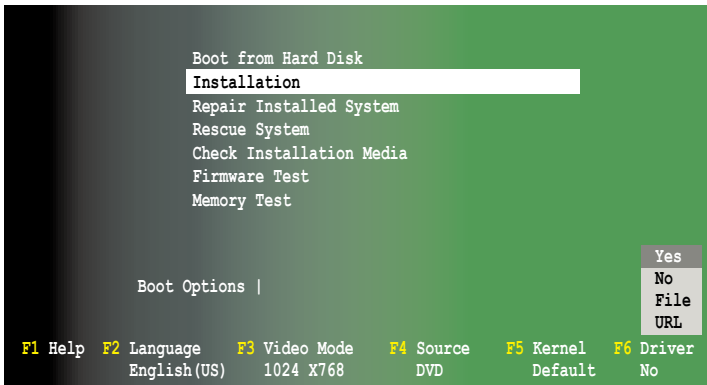 Boot from Hard Disk
Installation
Repair Installed System
Rescue System
Check Installation Media
Firmware Test
Memory Test
Yes
No
File
URL
Boot Options |
F1 Help F2 Language F3 Video Mode F4 Source F5 Kernel F6 Driver
English(US) 1024 X768 DVD Default No